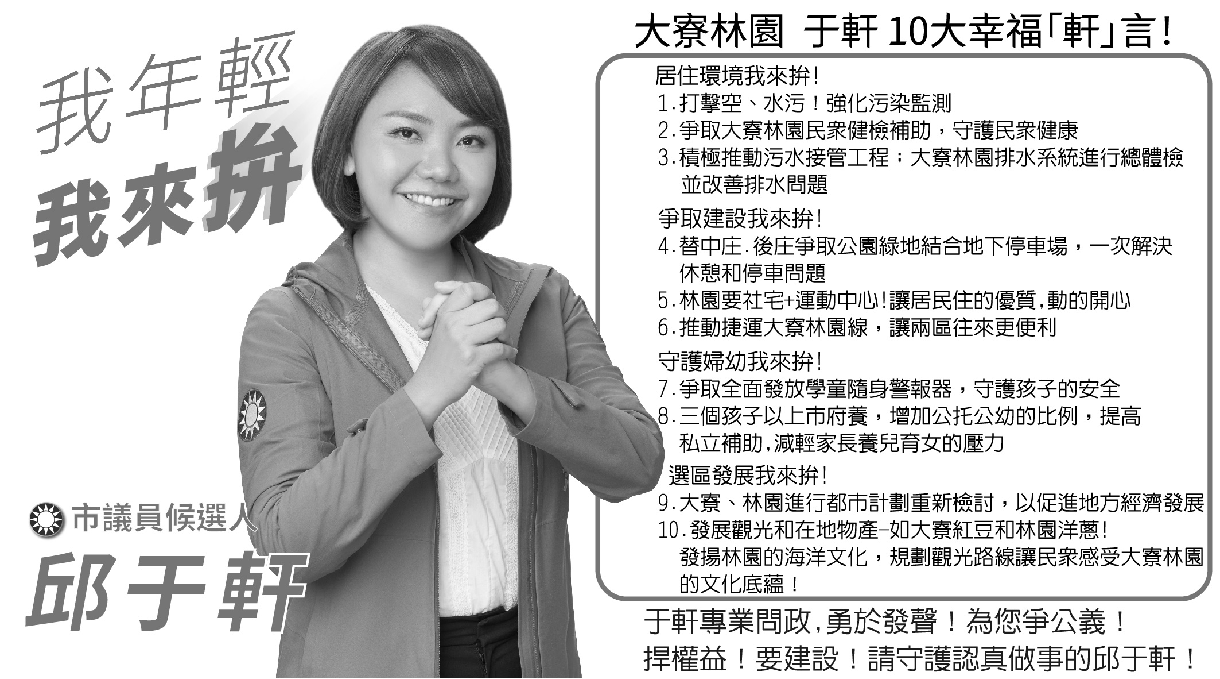 我年輕
我來拚
市議員候選人
邱于軒
大寮林園 于軒 10大幸福「軒」言!
居住環境我來拚!
1.打擊空、水污！強化污染監測
2.爭取大寮林園民眾健檢補助，守護民眾健康
3.積極推動污水接管工程；大寮林園排水系統進行總體檢
並改善排水問題
爭取建設我來拚!
4.替中庄.後庄爭取公園綠地結合地下停車場，一次解決
休憩和停車問題
5.林園要社宅+運動中心!讓居民住的優質,動的開心
6.推動捷運大寮林園線，讓兩區往來更便利
守護婦幼我來拚!
7.爭取全面發放學童隨身警報器，守護孩子的安全
8.三個孩子以上市府養，增加公托公幼的比例，提高
私立補助,減輕家長養兒育女的壓力
選區發展我來拚!
9.大寮、林園進行都市計劃重新檢討，以促進地方經濟發展
10.發展觀光和在地物產-如大寮紅豆和林園洋蔥!
發揚林園的海洋文化，規劃觀光路線讓民眾感受大寮林園
的文化底蘊！
于軒專業問政,勇於發聲！為您爭公義！
捍權益！要建設！請守護認真做事的邱于軒！